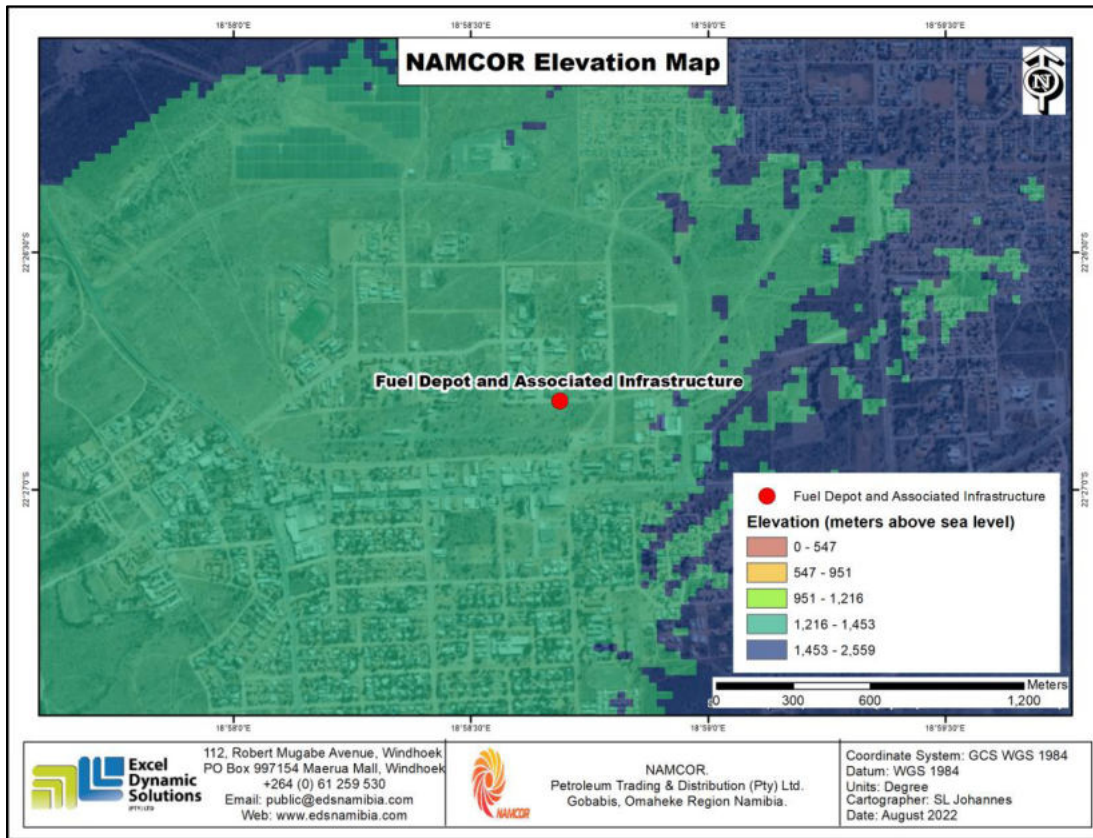 18°58'0"E 18°58'30"E 18°59'0"E 18°59'30"E
NAMCOR Elevation Map
N
22°26'30"S 22°26'30"S
Fuel Depot and Associated Infrastructure
22°27'0"S 22°27'0"S
Fuel Depot and Associated Infrastructure
Elevation (meters above sea level)
0 - 547
547 - 951
951 - 1,216
1,216 - 1,453
1,453 - 2,559
Meters
0 300 600 1,200
18°58'0"E 18°58'30"E 18°59'0"E 18°59'30"E
Excel
Dynamic
Solutions
(PTY) LTD
112, Robert Mugabe Avenue, Windhoek
PO Box 997154 Maerua Mall, Windhoek
+264 (0) 61 259 530
Email: public@edsnamibia.com
Web: www.edsnamibia.com
NAMCOR
NAMCOR.
Petroleum Trading & Distribution (Pty) Ltd.
Gobabis, Omaheke Region Namibia.
Coordinate System: GCS WGS 1984
Datum: WGS 1984
Units: Degree
Cartographer: SL Johannes
Date: August 2022